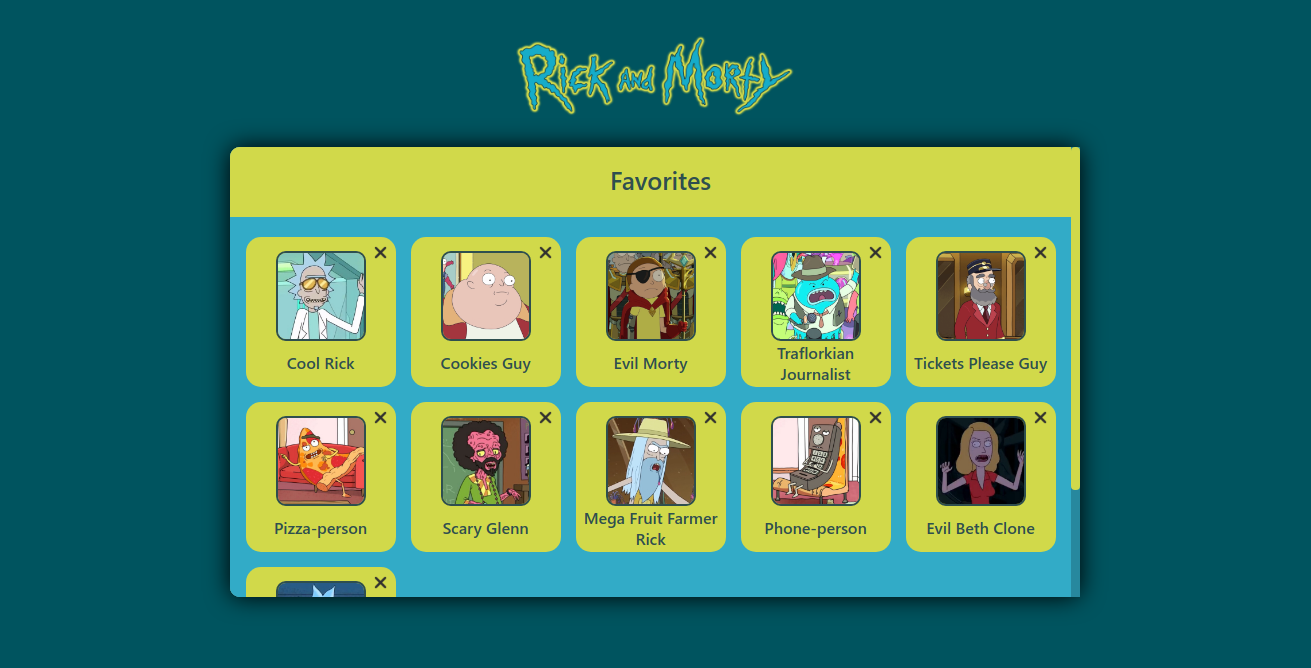 Rick and Morty
Favorites
Cool Rick
Cookies Guy
Evil Morty
Traflorkian
Journalist
Tickets Please Guy
Pizza-person
Scary Glenn
Mega Fruit Farmer
Rick
Phone-person
Evil Beth Clone